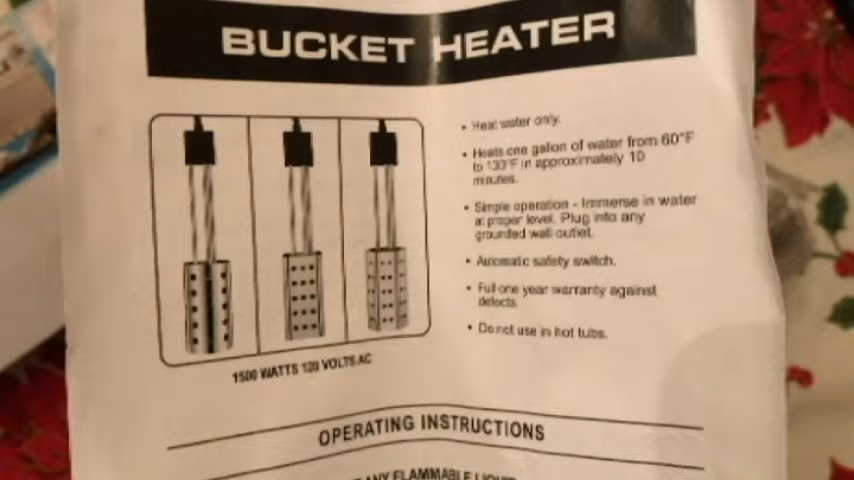 BUCKET HEATER
• Heat water only.
• Heats one gallon of water from 60°F
to 133°F in approximately 10
minutes.
• Simple operation - Immerse in water
at proper level. Plug into any
grounded wall outlet.
• Automatic safety switch.
• Full one year warranty against
defects.
• Do not use in hot tubs.
1500 WATTS 120 VOLTS AC
OPERATING INSTRUCTIONS
ANY FLAMMABLE